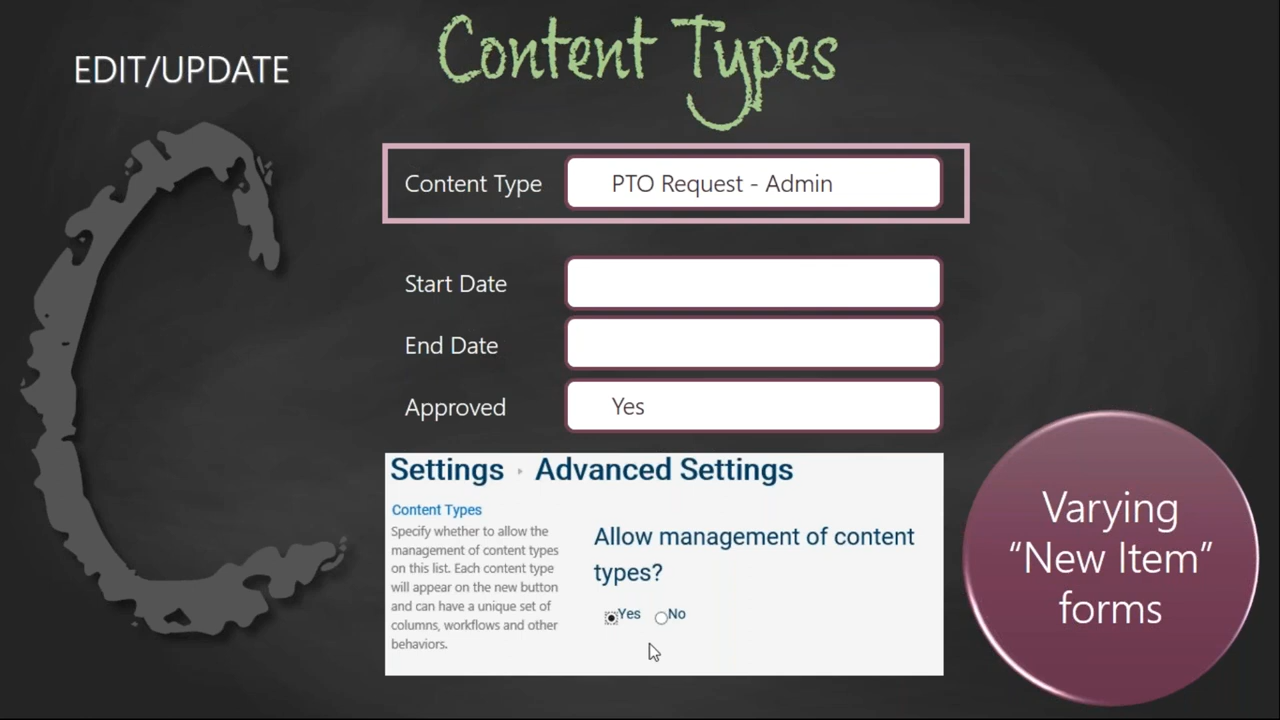 EDIT/UPDATE
Content Types
C
Content Type PTO Request - Admin
Start Date
End Date
Approved Yes
Settings ▸ Advanced Settings
Content Types
Specify whether to allow the
management of content types
on this list. Each content type
will appear on the new button
and can have a unique set of
columns, workflows and other
behaviors.
Allow management of content
types?
Yes No
Varying
“New Item”
forms